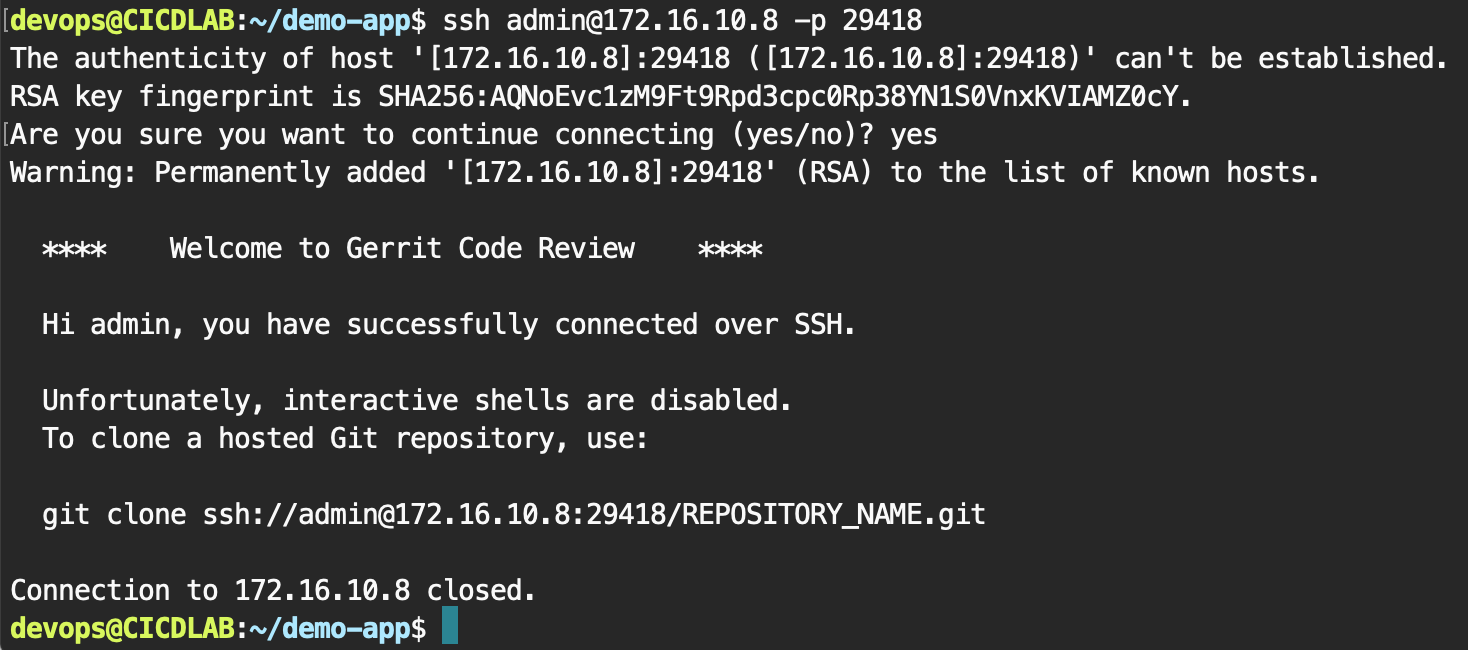 devops@CICDLAB:~/demo-app$ ssh admin@172.16.10.8 -p 29418
The authenticity of host '[172.16.10.8]:29418 ([172.16.10.8]:29418)' can't be established.
RSA key fingerprint is SHA256:AQNoEvc1zM9Ft9Rpd3cpc0Rp38YN1S0VnxKVIAMZ0cY.
Are you sure you want to continue connecting (yes/no)? yes
Warning: Permanently added '[172.16.10.8]:29418' (RSA) to the list of known hosts.
****    Welcome to Gerrit Code Review    ****
Hi admin, you have successfully connected over SSH.
Unfortunately, interactive shells are disabled.
To clone a hosted Git repository, use:
git clone ssh://admin@172.16.10.8:29418/REPOSITORY_NAME.git
Connection to 172.16.10.8 closed.
devops@CICDLAB:~/demo-app$